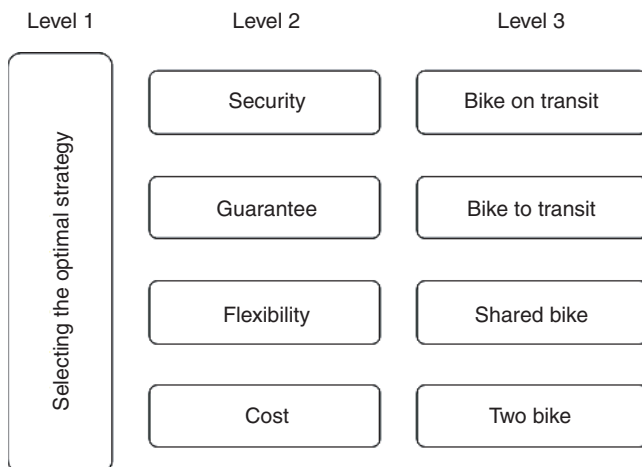 Level 1
Level 2
Level 3
Selecting the optimal strategy
Security
Bike on transit
Guarantee
Bike to transit
Flexibility
Shared bike
Cost
Two bike